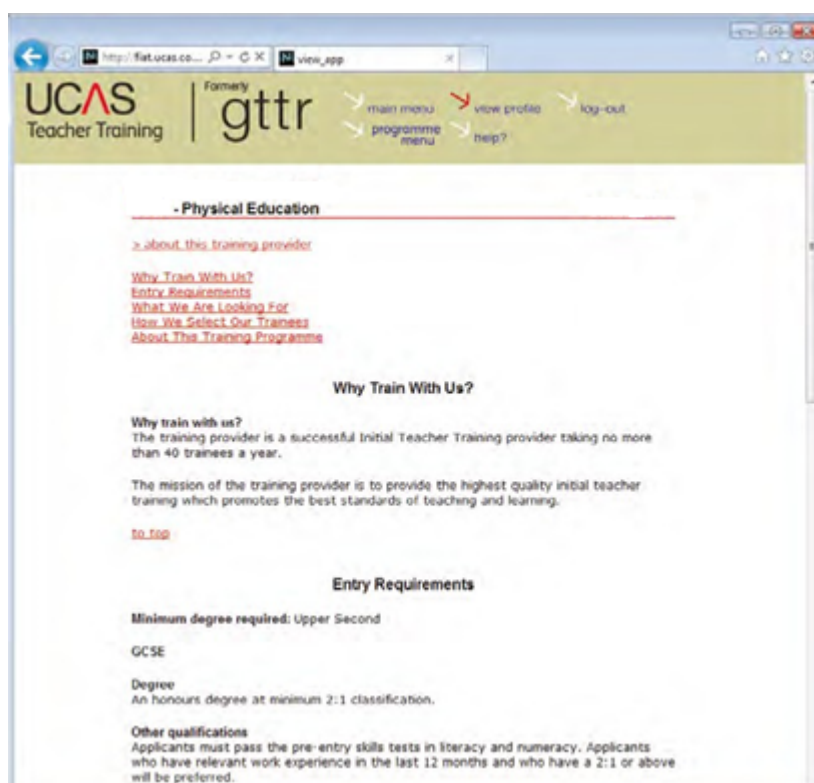 http://fiat.ucas.co... view_app
UCAS
Teacher Training
Formerly
gttr
main menu view profile log-out
programme
menu
help?
- Physical Education
> about this training provider
Why Train With Us?
Entry Requirements
What We Are Looking For
How We Select Our Trainees
About This Training Programme
Why Train With Us?
Why train with us?
The training provider is a successful Initial Teacher Training provider taking no more
than 40 trainees a year.
The mission of the training provider is to provide the highest quality initial teacher
training which promotes the best standards of teaching and learning.
to top
Entry Requirements
Minimum degree required: Upper Second
GCSE
Degree
An honours degree at minimum 2:1 classification.
Other qualifications
Applicants must pass the pre-entry skills tests in literacy and numeracy. Applicants
who have relevant work experience in the last 12 months and who have a 2:1 or above
will be preferred.